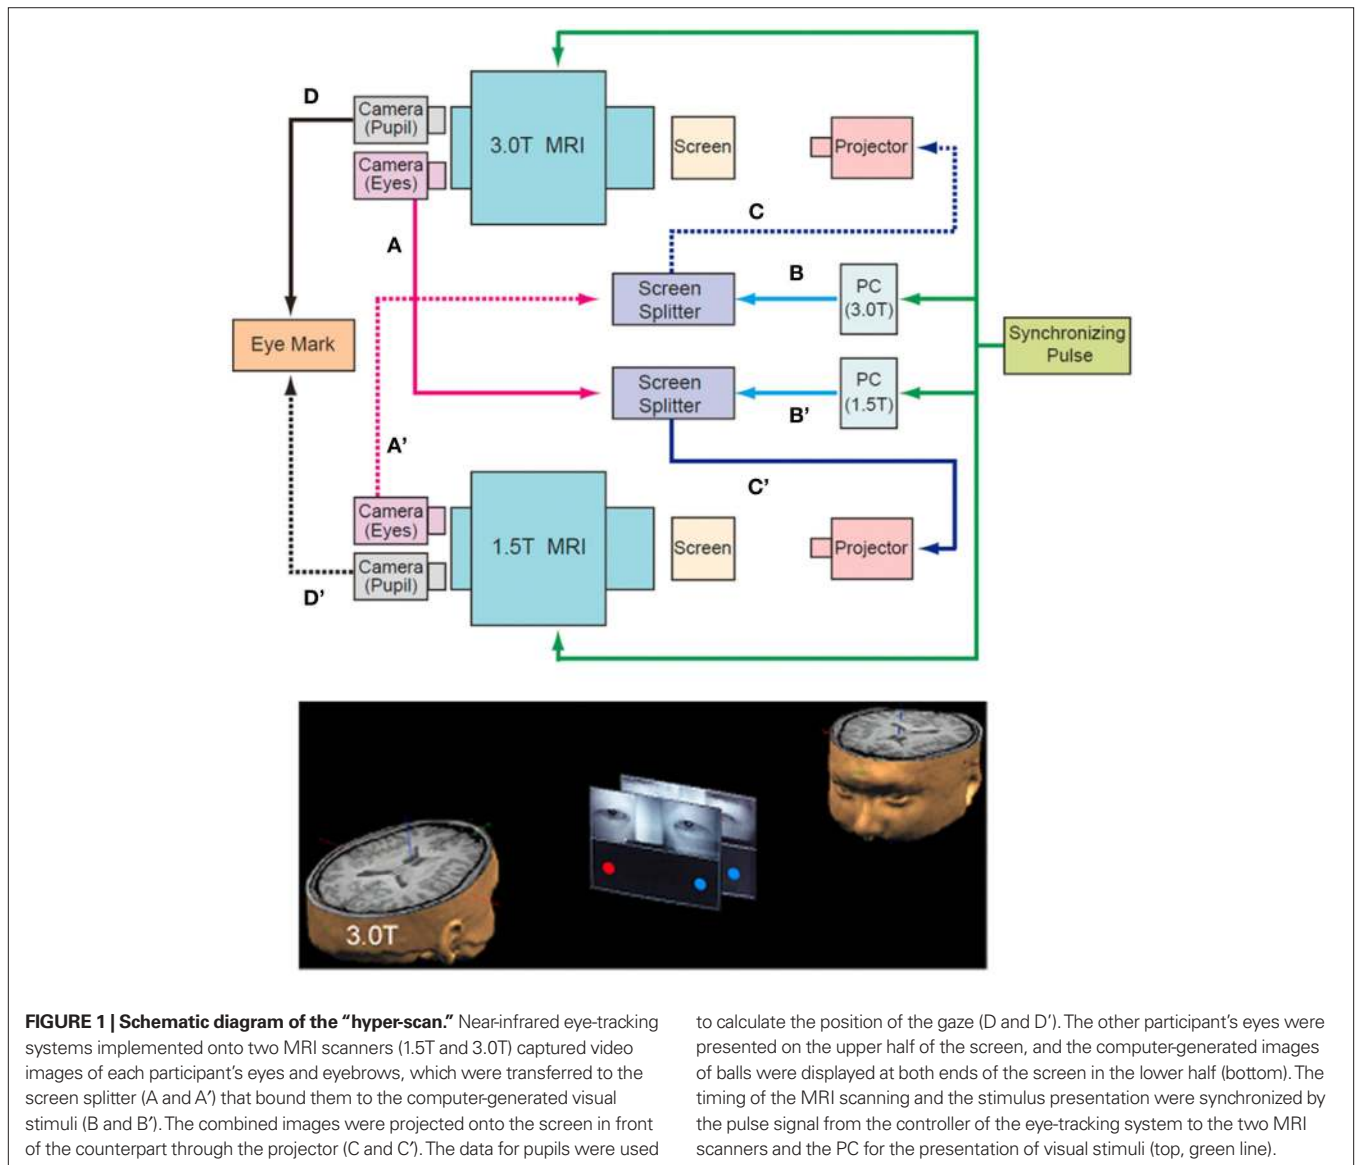 D
Camera
(Pupil)
Camera
(Eyes)
3.0T MRI
Screen
Projector
A
C
Screen
Splitter
B
PC
(3.0T)
Eye Mark
Synchronizing
Pulse
Screen
Splitter
B'
PC
(1.5T)
A'
C'
Camera
(Eyes)
Camera
(Pupil)
1.5T MRI
Screen
Projector
D'
3.0T
FIGURE 1 | Schematic diagram of the “hyper-scan.” Near-infrared eye-tracking
systems implemented onto two MRI scanners (1.5T and 3.0T) captured video
images of each participant’s eyes and eyebrows, which were transferred to the
screen splitter (A and A′) that bound them to the computer-generated visual
stimuli (B and B′). The combined images were projected onto the screen in front
of the counterpart through the projector (C and C′). The data for pupils were used
to calculate the position of the gaze (D and D′). The other participant’s eyes were
presented on the upper half of the screen, and the computer-generated images
of balls were displayed at both ends of the screen in the lower half (bottom). The
timing of the MRI scanning and the stimulus presentation were synchronized by
the pulse signal from the controller of the eye-tracking system to the two MRI
scanners and the PC for the presentation of visual stimuli (top, green line).